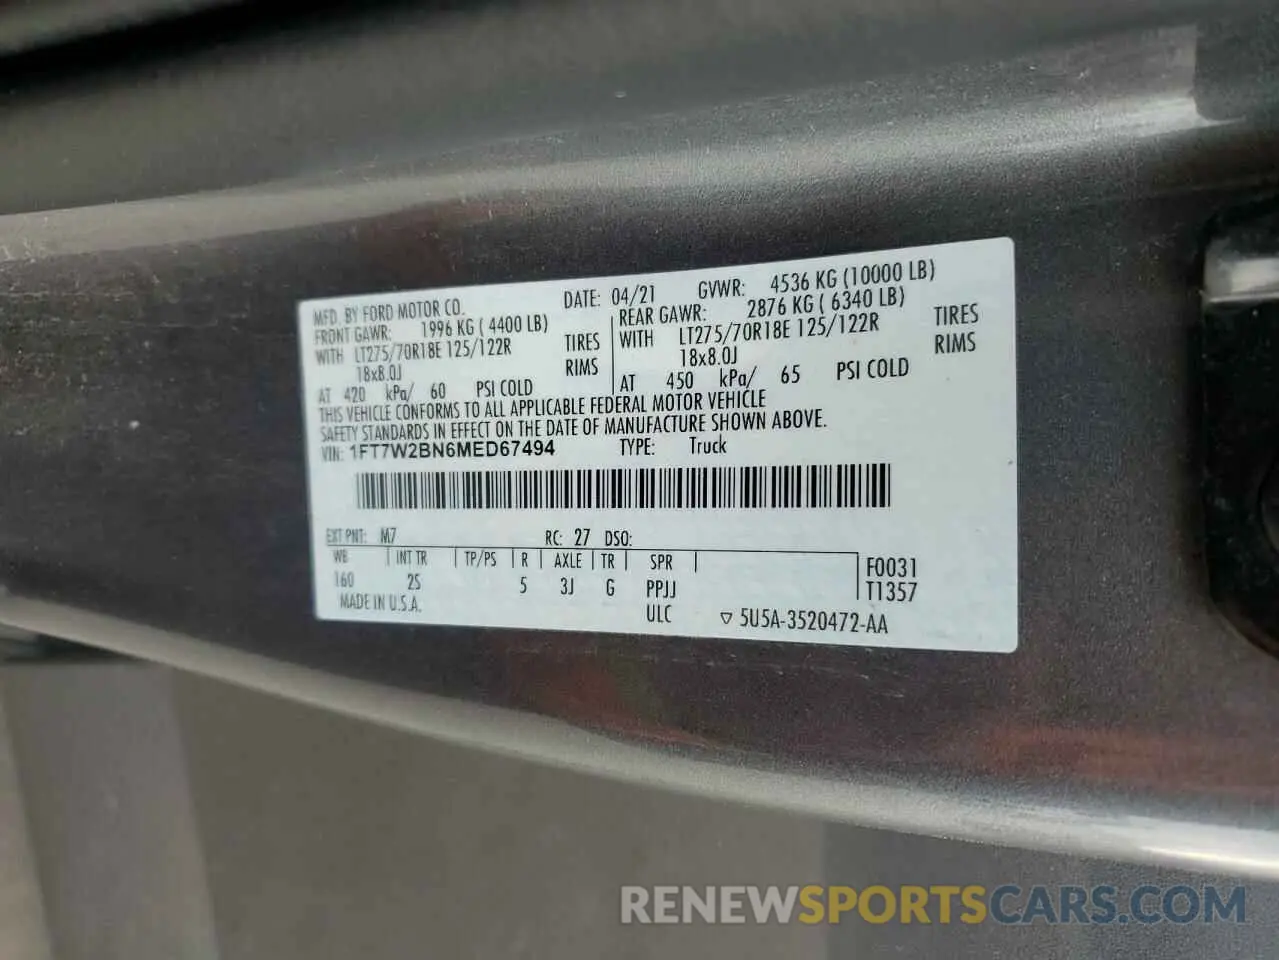 MFD. BY FORD MOTOR CO.
DATE: 04/21 GVWR: 4536 KG (10000 LB)
FRONT GAWR: 1996 KG ( 4400 LB)
REAR GAWR: 2876 KG ( 6340 LB)
WITH LT275/70R18E 125/122R TIRES
WITH LT275/70R18E 125/122R TIRES
18x8.0J RIMS
18x8.0J RIMS
AT 420 kPa/ 60 PSI COLD
AT 450 kPa/ 65 PSI COLD
THIS VEHICLE CONFORMS TO ALL APPLICABLE FEDERAL MOTOR VEHICLE
SAFETY STANDARDS IN EFFECT ON THE DATE OF MANUFACTURE SHOWN ABOVE.
VIN: 1FT7W2BN6MED67494 TYPE: Truck
EXT PNT: M7 RC: 27 DSO:
WB INT TR TP/PS R AXLE TR SPR
160 2S 5 3J G PPJJ
F0031
T1357
MADE IN U.S.A. ULC ▽ 5U5A-3520472-AA
RENEWSPORTSCARS.COM